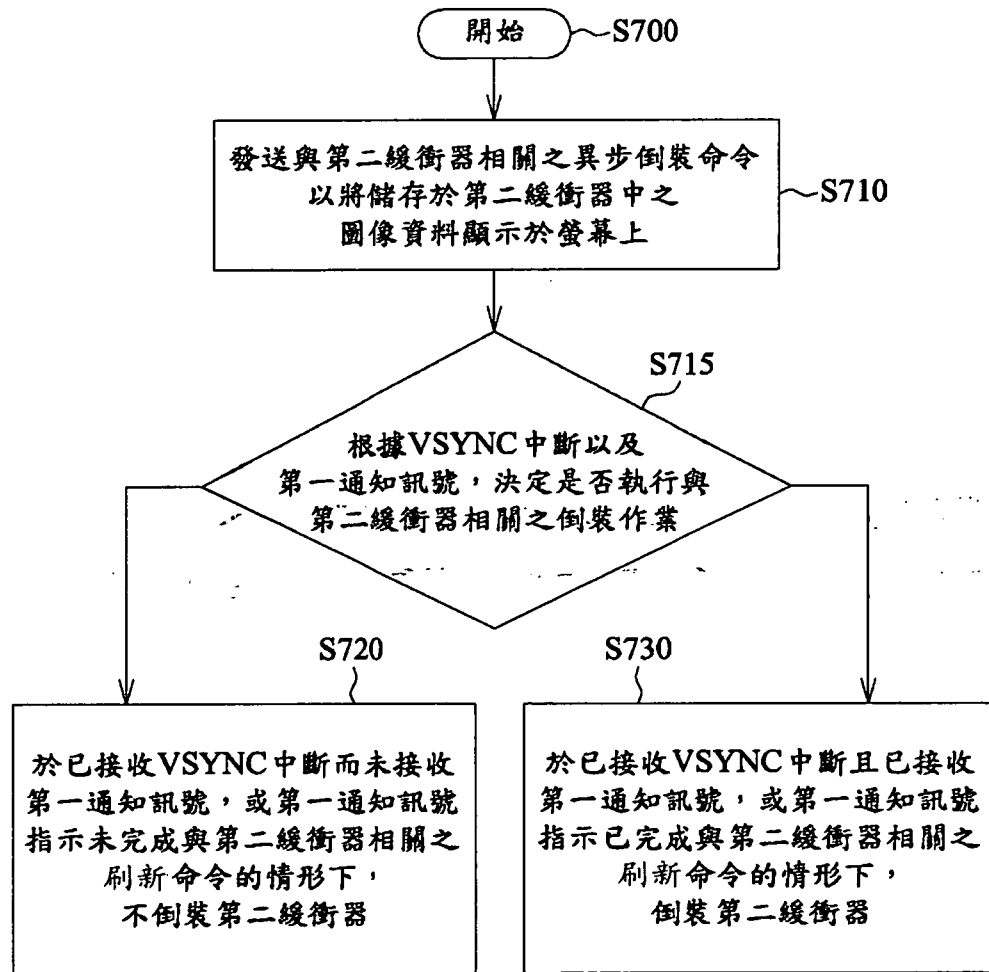 開始
S700
發送與第二緩衝器相關之異步倒裝命令
以將儲存於第二緩衝器中之
圖像資料顯示於螢幕上
S710
S715
根據VSYNC中斷以及
第一通知訊號，決定是否執行與
第二緩衝器相關之倒裝作業
S720
於已接收VSYNC中斷而未接收
第一通知訊號，或第一通知訊號
指示未完成與第二緩衝器相關之
刷新命令的情形下，
不倒裝第二緩衝器
S730
於已接收VSYNC中斷且已接收
第一通知訊號，或第一通知訊號
指示已完成與第二緩衝器相關之
刷新命令的情形下，
倒裝第二緩衝器